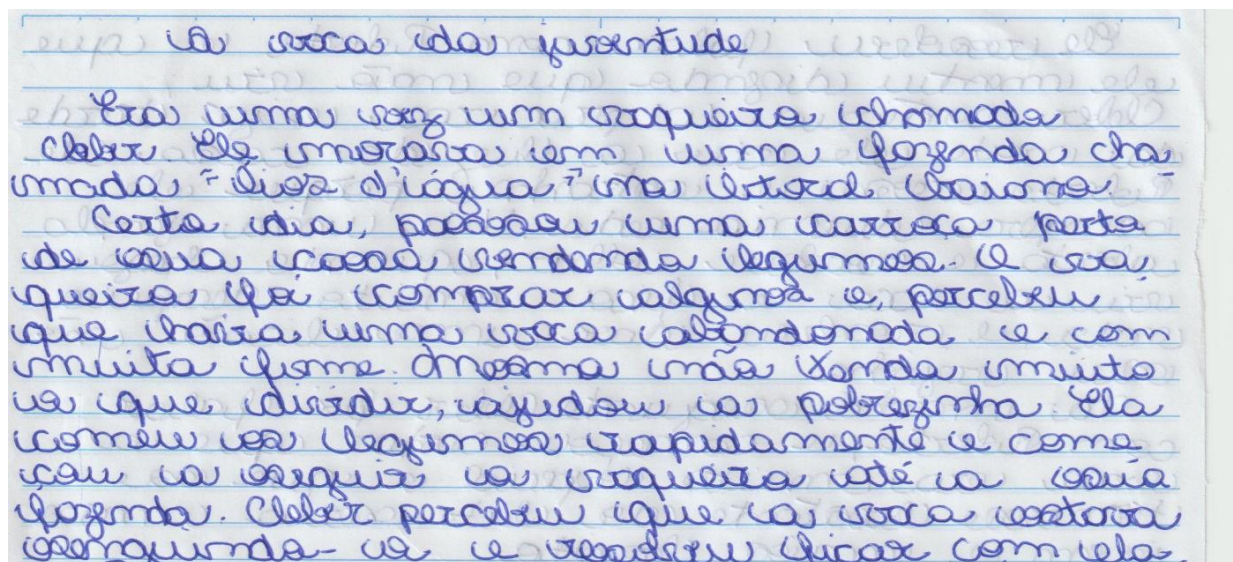 A vaca da juventude
Era uma vez um vaqueiro chamado
Cleber. Ele morava em uma fazenda cha
mada "Livos d'água" no litoral baiano.
Certo dia, passou uma carroça perto
de sua casa vendendo legumes. O va
queiro foi comprar alguns e, percebeu
que havia uma vaca abandonada e com
muita fome. Mesmo não tendo muito
o que dividir, ajudou a pobrezinha. Ela
comeu os legumes rapidamente e come
çou a seguir o vaqueiro até a sua
fazenda. Cleber percebeu que a vaca estava
seguindo-o e resolveu ficar com ela.